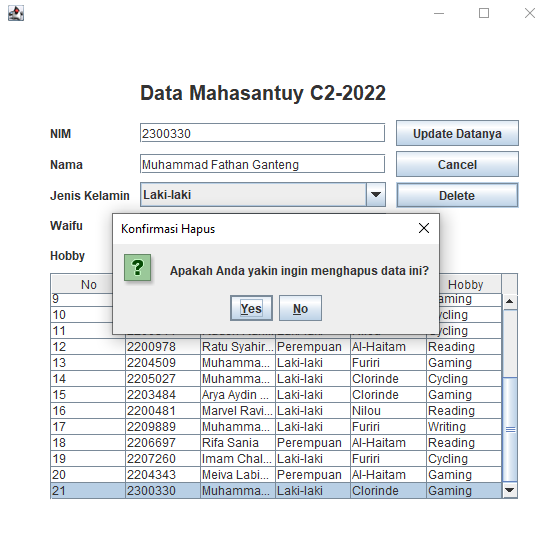 Data Mahasantuy C2-2022
NIM 2300330 Update Datanya
Nama Muhammad Fathan Ganteng Cancel
Jenis Kelamin Laki-laki Delete
Waifu
Hobby
Konfirmasi Hapus
Apakah Anda yakin ingin menghapus data ini?
Yes No
No Hobby
9 Gaming
10 Cycling
11
12 2200978 Ratu Syahir... Perempuan Al-Haitam Reading
13 2204509 Muhamma... Laki-laki Furiri Gaming
14 2205027 Muhamma... Laki-laki Clorinde Cycling
15 2203484 Arya Aydin ... Laki-laki Clorinde Gaming
16 2200481 Marvel Ravi... Laki-laki Nilou Reading
17 2209889 Muhamma... Laki-laki Furiri Writing
18 2206697 Rifa Sania Perempuan Al-Haitam Reading
19 2207260 Imam Chal... Laki-laki Furiri Cycling
20 2204343 Meiva Labi... Perempuan Al-Haitam Gaming
21 2300330 Muhamma... Laki-laki Clorinde Gaming